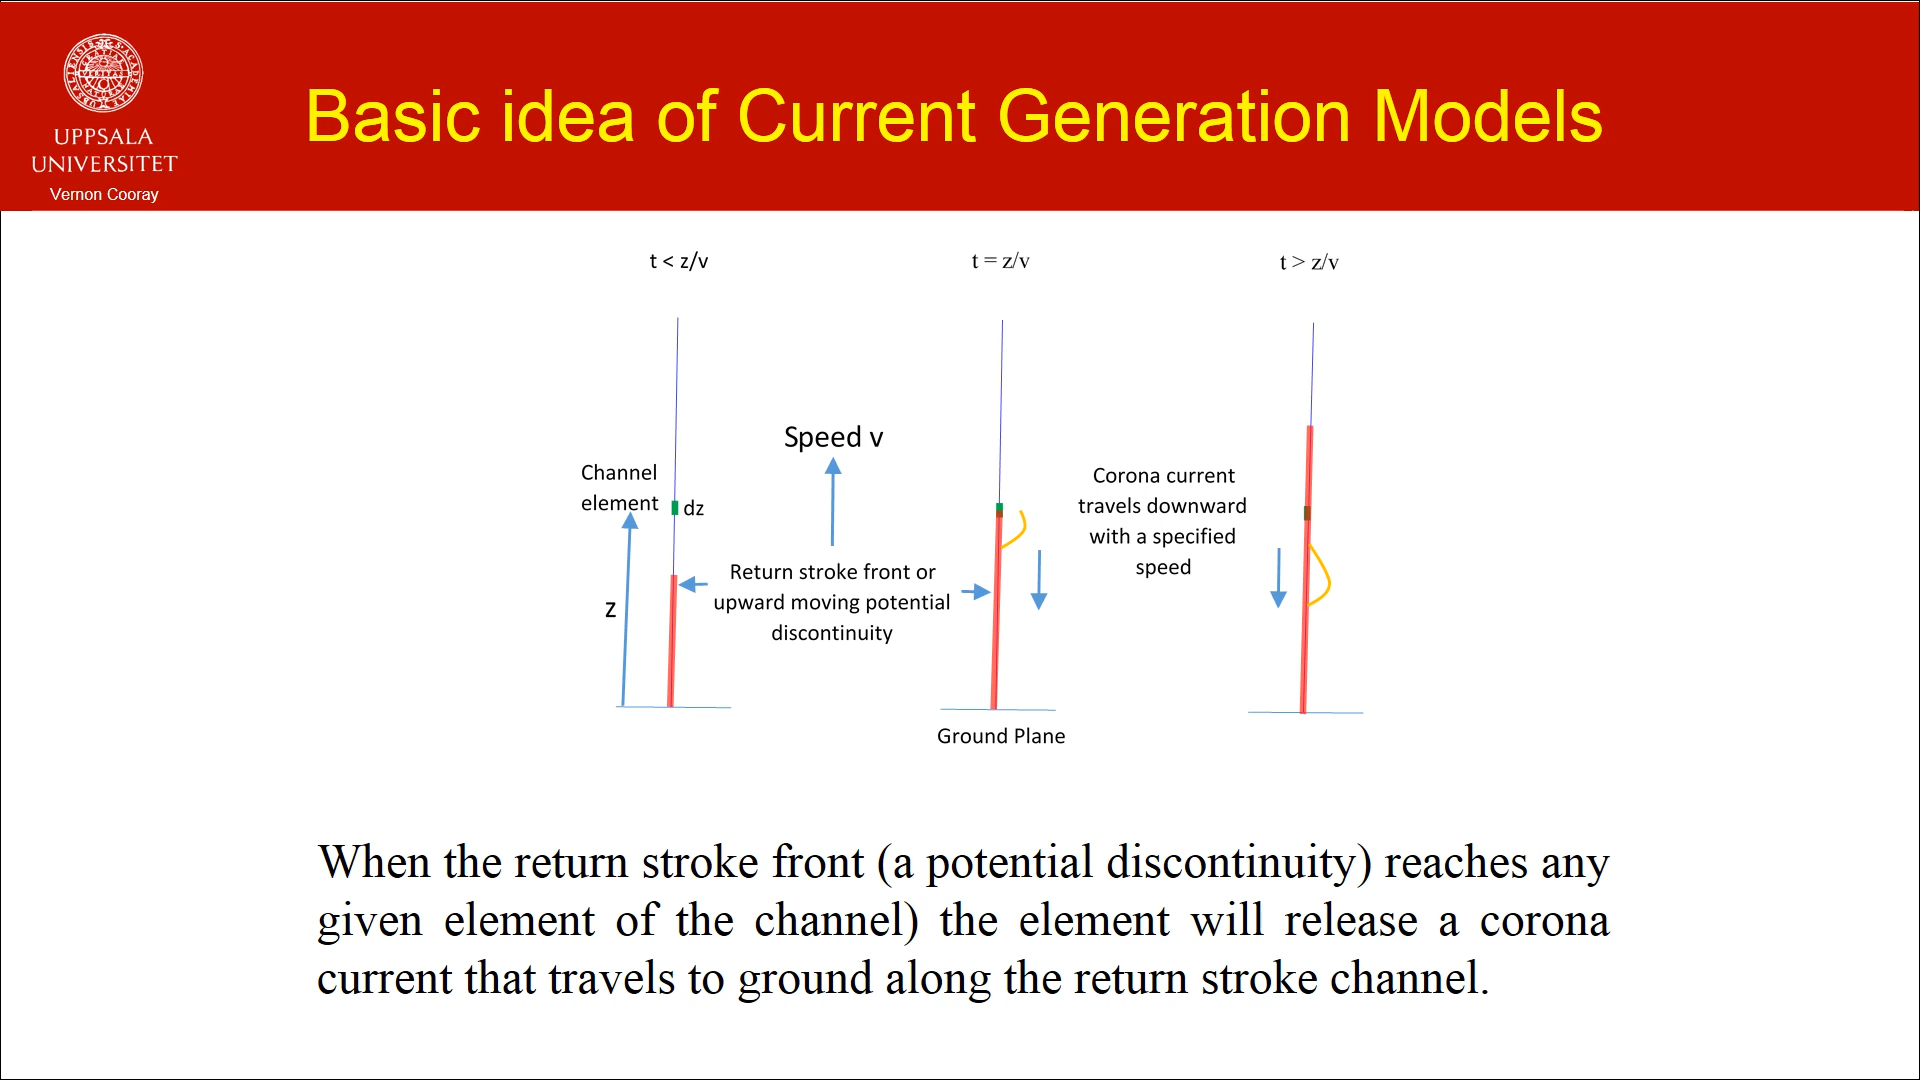 UPPSALA
UNIVERSITET
Vernon Cooray
Basic idea of Current Generation Models
t < z/v
t = z/v
t > z/v
Speed v
Channel
element
dz
z
Return stroke front or
upward moving potential
discontinuity
Corona current
travels downward
with a specified
speed
Ground Plane
When the return stroke front (a potential discontinuity) reaches any
given element of the channel) the element will release a corona
current that travels to ground along the return stroke channel.